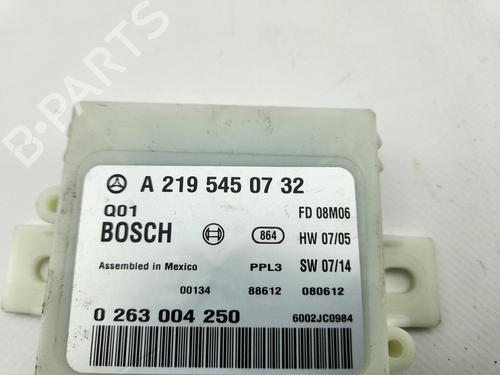 B-PARTS
A 219 545 07 32
Q01
FD 08M06
BOSCH
864
HW 07/05
Assembled in Mexico
PPL3
SW 07/14
00134
88612
080612
0 263 004 250
6002JC0984